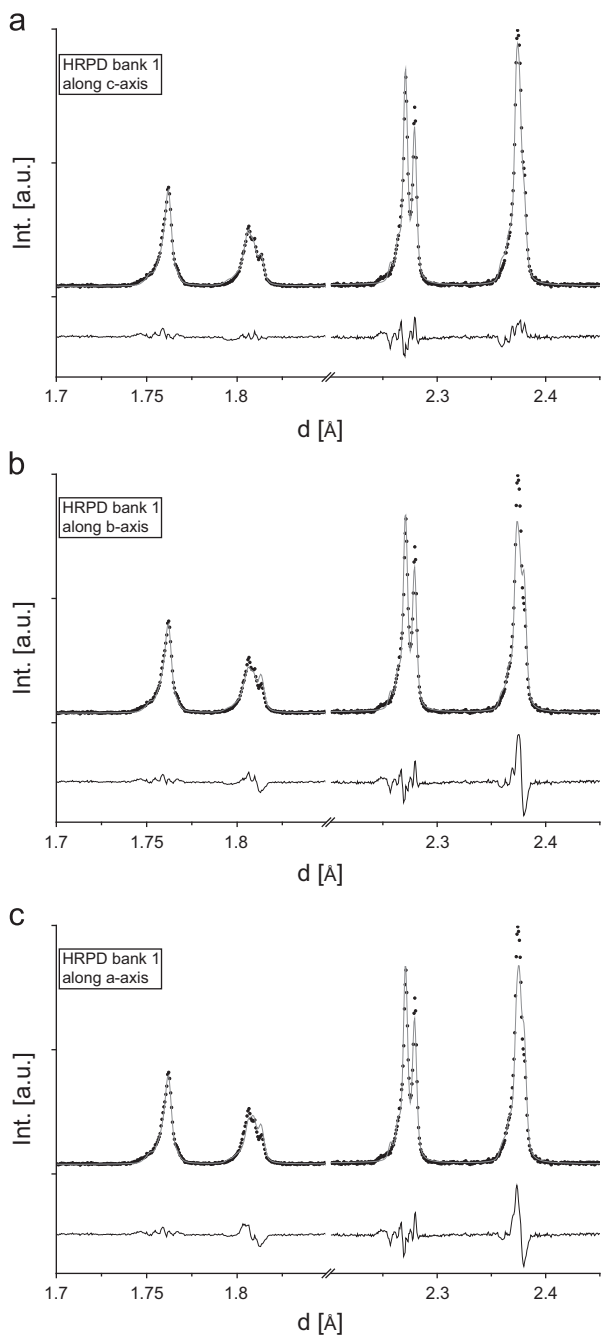 a
HRPD bank 1
along c-axis
Int. [a.u.]
1.7 1.75 1.8 2.3 2.4
d [Å]
b
HRPD bank 1
along b-axis
Int. [a.u.]
1.7 1.75 1.8 2.3 2.4
d [Å]
c
HRPD bank 1
along a-axis
Int. [a.u.]
1.7 1.75 1.8 2.3 2.4
d [Å]